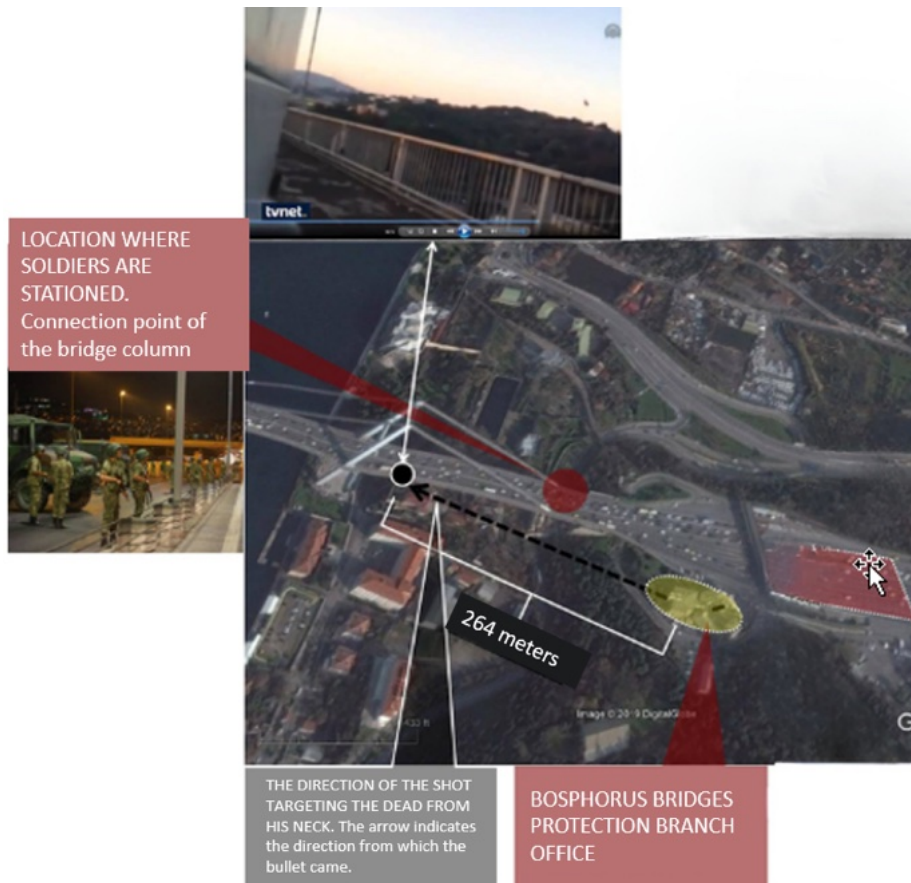 tvnet.
LOCATION WHERE
SOLDIERS ARE
STATIONED.
Connection point of
the bridge column
264 meters
433 ft
Image © 2019 DigitalGlobe
G
THE DIRECTION OF THE SHOT
TARGETING THE DEAD FROM
HIS NECK. The arrow indicates
the direction from which the
bullet came.
BOSPHORUS BRIDGES
PROTECTION BRANCH
OFFICE